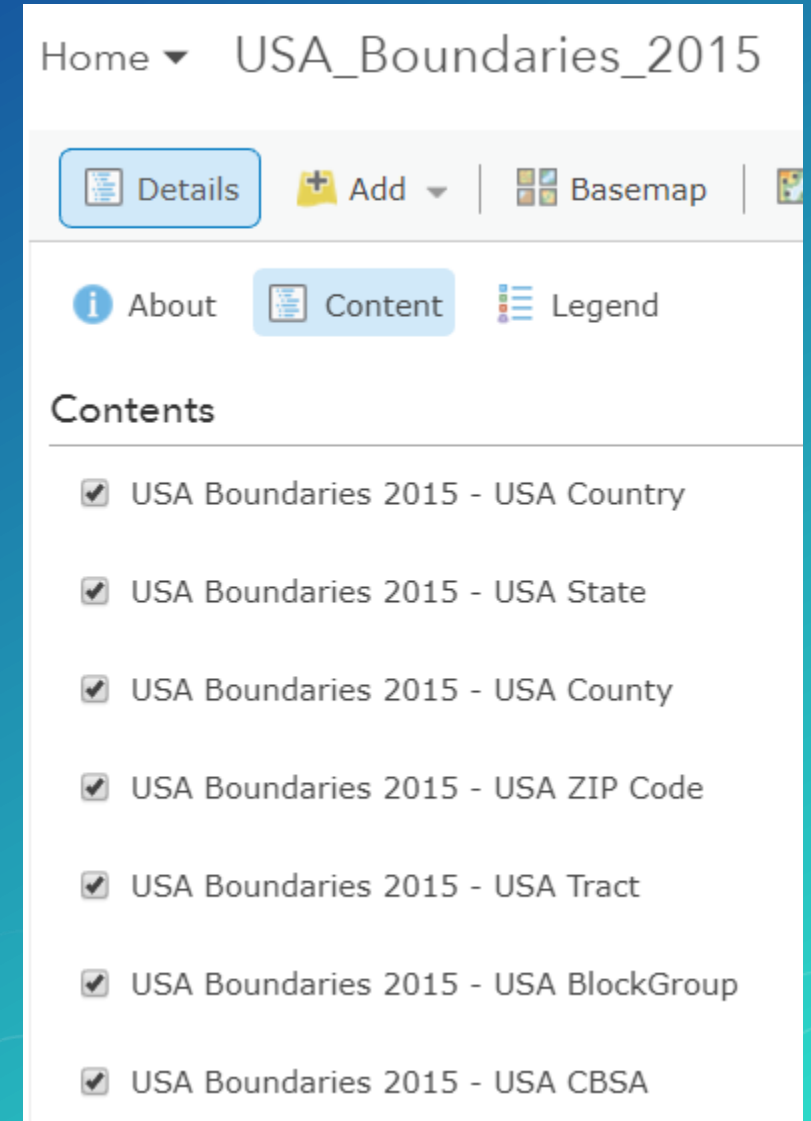 Home USA_Boundaries_2015
Details Add Basemap
About Content Legend
Contents
USA Boundaries 2015 - USA Country
USA Boundaries 2015 - USA State
USA Boundaries 2015 - USA County
USA Boundaries 2015 - USA ZIP Code
USA Boundaries 2015 - USA Tract
USA Boundaries 2015 - USA BlockGroup
USA Boundaries 2015 - USA CBSA